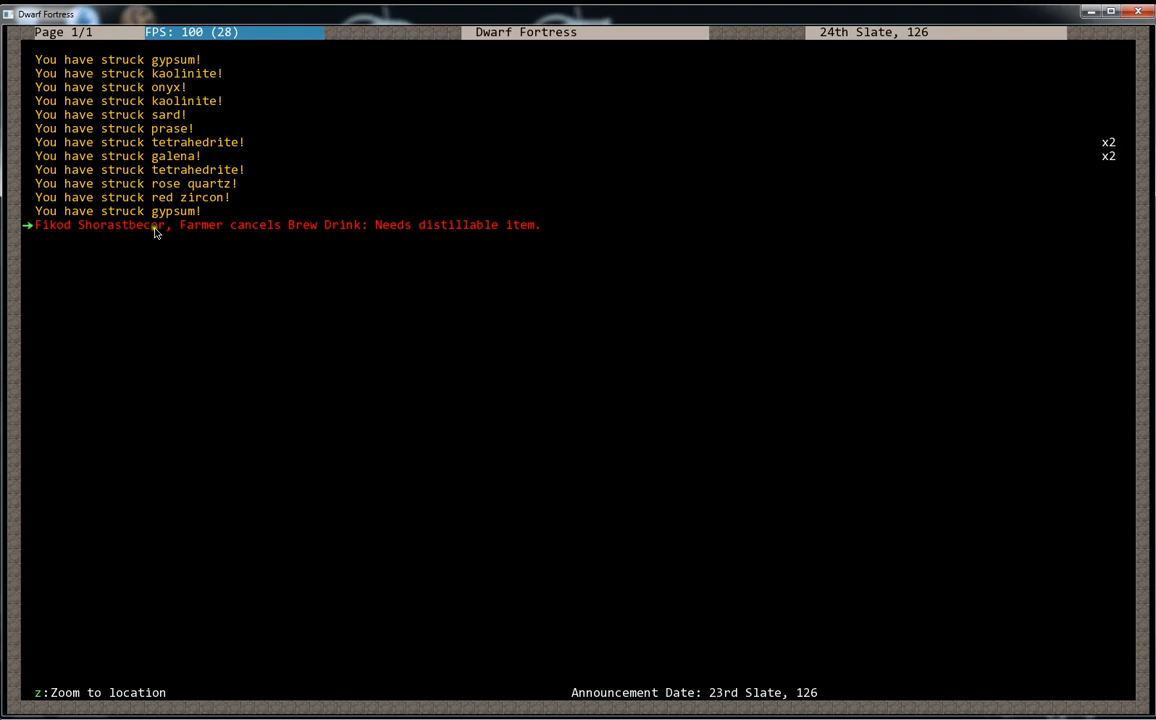 Dwarf Fortress
Page 1/1 FPS: 100 (28) Dwarf Fortress 24th Slate, 126
You have struck gypsum!
You have struck kaolinite!
You have struck onyx!
You have struck kaolinite!
You have struck sard!
You have struck prase!
You have struck tetrahedrite! x2
You have struck galena! x2
You have struck tetrahedrite!
You have struck rose quartz!
You have struck red zircon!
You have struck gypsum!
Fikod Shorastbecor, Farmer cancels Brew Drink: Needs distillable item.
z:Zoom to location Announcement Date: 23rd Slate, 126